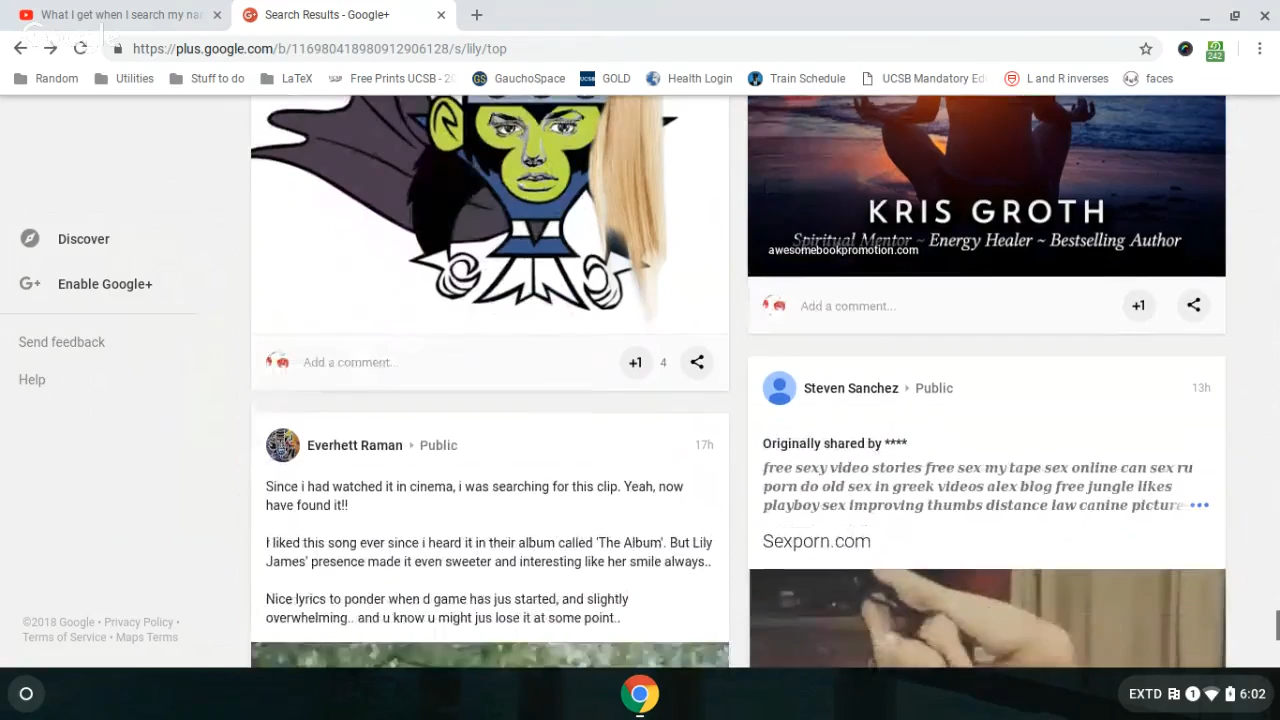 What I get when I search my na
Search Results - Google+
https://plus.google.com/b/116980418980912906128/s/lily/top
242
Random
Utilities
Stuff to do
LaTeX
Free Prints UCSB - 20
GS
GauchoSpace
UCSB
GOLD
Health Login
Train Schedule
UCSB Mandatory Ed
L and R inverses
faces
Google+
Discover
G+ Enable Google+
Send feedback
Help
©2018 Google • Privacy Policy •
Terms of Service • Maps Terms
Add a comment...
+1
4
Everhett Raman
Public
17h
Since i had watched it in cinema, i was searching for this clip. Yeah, now
have found it!!
I liked this song ever since i heard it in their album called 'The Album'. But Lily
James' presence made it even sweeter and interesting like her smile always..
Nice lyrics to ponder when d game has jus started, and slightly
overwhelming.. and u know u might jus lose it at some point..
KRIS GROTH
Spiritual Mentor ~ Energy Healer ~ Bestselling Author
awesomebookpromotion.com
Add a comment...
+1
Steven Sanchez
Public
13h
Originally shared by ****
free sexy video stories free sex my tape sex online can sex ru
porn do old sex in greek videos alex blog free jungle likes
playboy sex improving thumbs distance law canine picture
Sexporn.com
EXTD
1
6:02